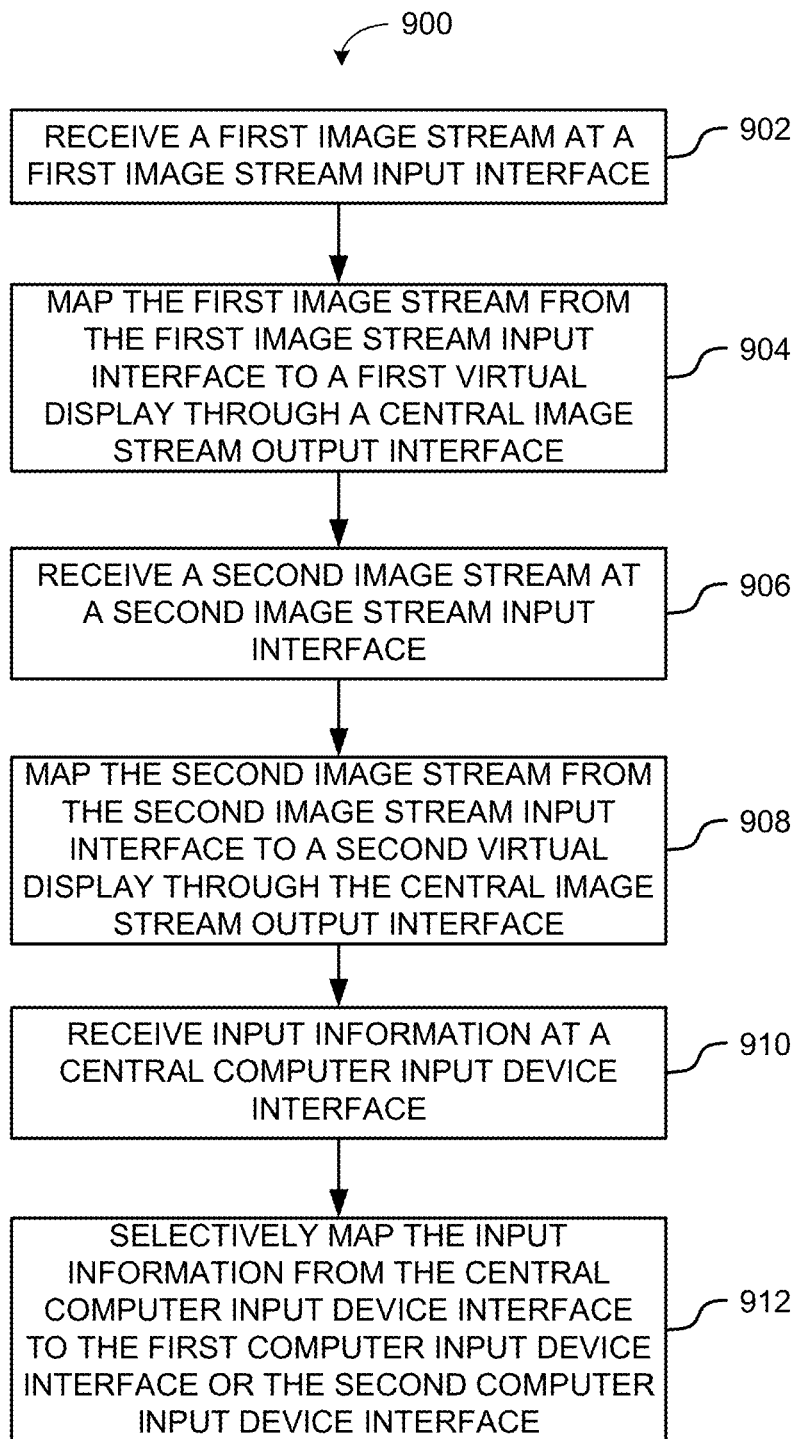 900
RECEIVE A FIRST IMAGE STREAM AT A
FIRST IMAGE STREAM INPUT INTERFACE
902
MAP THE FIRST IMAGE STREAM FROM
THE FIRST IMAGE STREAM INPUT
INTERFACE TO A FIRST VIRTUAL
DISPLAY THROUGH A CENTRAL IMAGE
STREAM OUTPUT INTERFACE
904
RECEIVE A SECOND IMAGE STREAM AT
A SECOND IMAGE STREAM INPUT
INTERFACE
906
MAP THE SECOND IMAGE STREAM FROM
THE SECOND IMAGE STREAM INPUT
INTERFACE TO A SECOND VIRTUAL
DISPLAY THROUGH THE CENTRAL IMAGE
STREAM OUTPUT INTERFACE
908
RECEIVE INPUT INFORMATION AT A
CENTRAL COMPUTER INPUT DEVICE
INTERFACE
910
SELECTIVELY MAP THE INPUT
INFORMATION FROM THE CENTRAL
COMPUTER INPUT DEVICE INTERFACE
TO THE FIRST COMPUTER INPUT DEVICE
INTERFACE OR THE SECOND COMPUTER
INPUT DEVICE INTERFACE
912